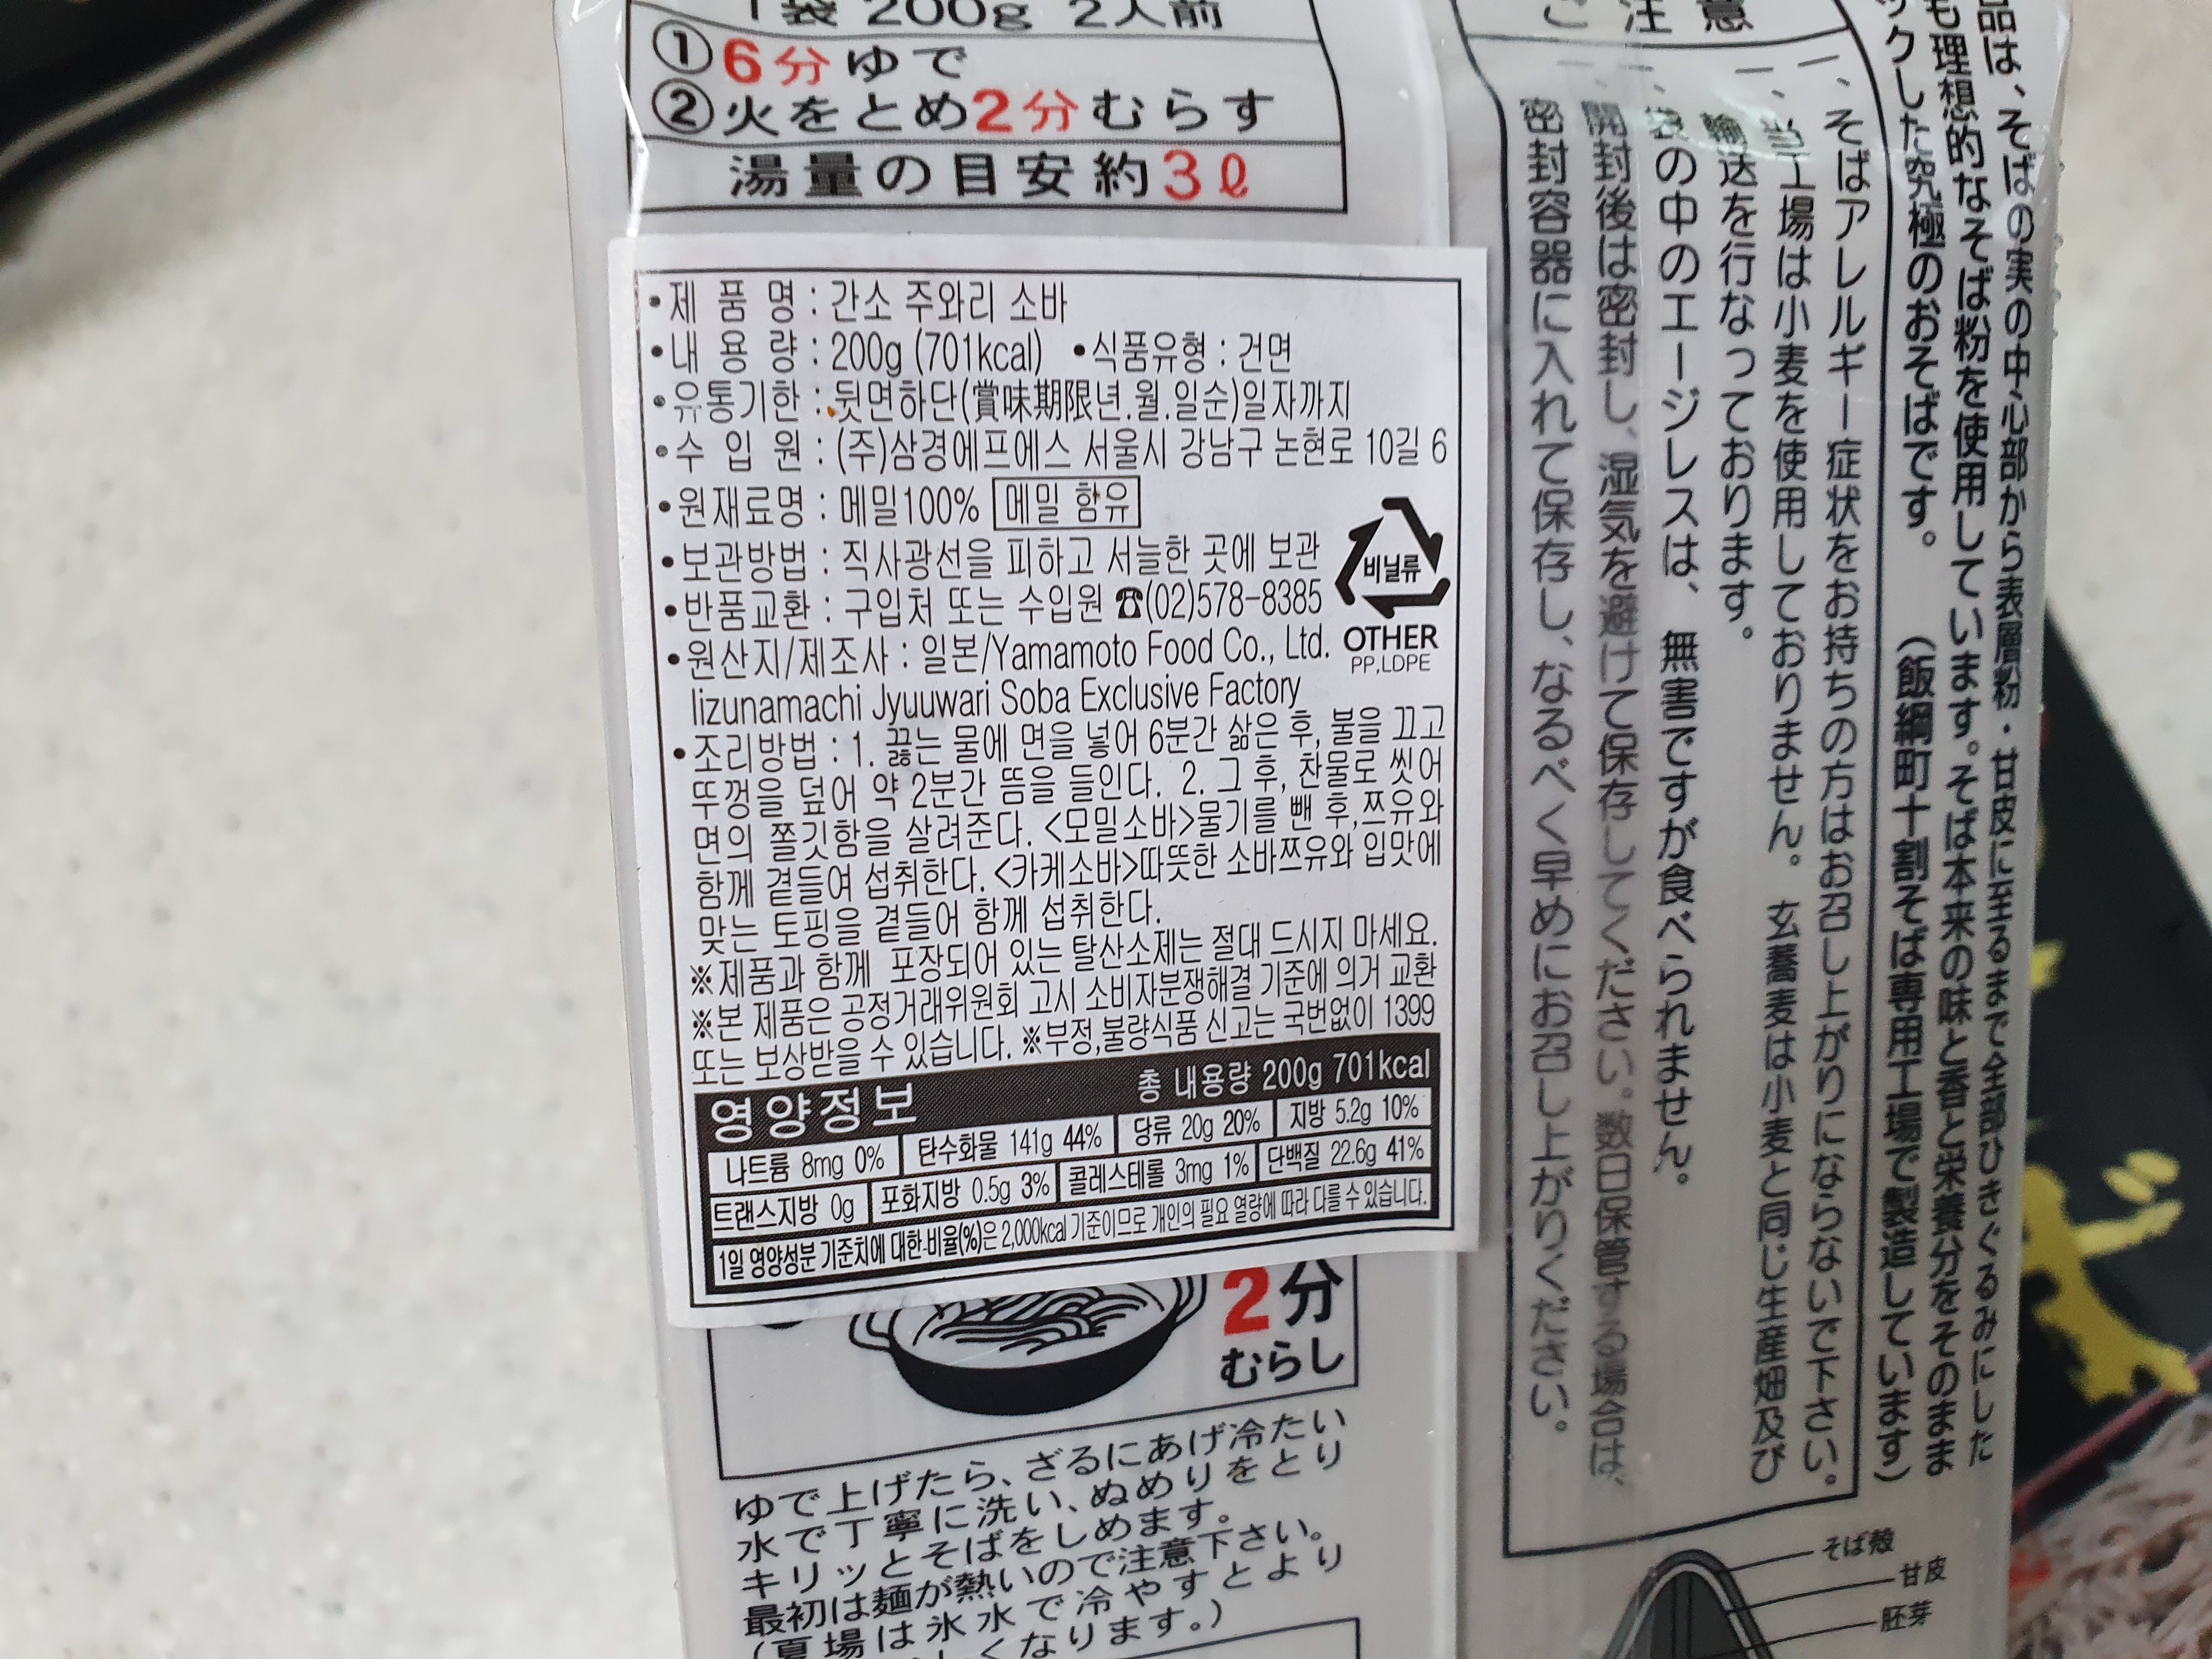 1袋 200g 2人前
①6分ゆで
②火をとめ2分むらす
湯量の目安約3ℓ
•제 품 명 : 간소 주와리 소바
•내 용 량 : 200g (701kcal) •식품유형 : 건면
•유통기한 : 뒷면하단(賞味期限년.월.일순)일자까지
•수 입 원 : (주)삼경에프에스 서울시 강남구 논현로 10길 6
•원재료명 : 메밀100% 메밀 함유
•보관방법 : 직사광선을 피하고 서늘한 곳에 보관
•반품교환 : 구입처 또는 수입원 ☎(02)578-8385
•원산지/제조사 : 일본/Yamamoto Food Co., Ltd.
Iizunamachi Jyuuwari Soba Exclusive Factory
비닐류
OTHER
PP,LDPE
•조리방법 : 1. 끓는 물에 면을 넣어 6분간 삶은 후, 불을 끄고
뚜껑을 덮어 약 2분간 뜸을 들인다. 2. 그 후, 찬물로 씻어
면의 쫄깃함을 살려준다. <모밀소바>물기를 뺀 후,쯔유와
함께 곁들여 섭취한다. <카케소바>따뜻한 소바쯔유와 입맛에
맞는 토핑을 곁들어 함께 섭취한다.
※제품과 함께 포장되어 있는 탈산소제는 절대 드시지 마세요.
※본 제품은 공정거래위원회 고시 소비자분쟁해결 기준에 의거 교환
또는 보상받을 수 있습니다. ※부정,불량식품 신고는 국번없이 1399
영양정보 총 내용량 200g 701kcal
나트륨 8mg 0% 탄수화물 141g 44% 당류 20g 20% 지방 5.2g 10%
트랜스지방 0g 포화지방 0.5g 3% 콜레스테롤 3mg 1% 단백질 22.6g 41%
1일 영양성분 기준치에 대한 비율(%)은 2,000kcal 기준이므로 개인의 필요 열량에 따라 다를 수 있습니다.
2分
むらし
ゆで上げたら、ざるにあげ冷たい
水で丁寧に洗い、ぬめりをとり
キリッとそばをしめます。
最初は麺が熱いので注意下さい。
(夏場は氷水で冷やすとより
くなります。)
品は、そばの実の中心部から表層粉・甘皮に至るまで全部ひきぐるみにした
も理想的なそば粉を使用しています。そば本来の味と香と栄養分をそのまま
ックした究極のおそばです。 (飯綱町十割そば専用工場で製造しています)
ご注意
一、そばアレルギー症状をお持ちの方はお召し上がりにならないで下さい。
一、当工場は小麦を使用しておりません。玄蕎麦は小麦と同じ生産畑及び
輸送を行なっております。
一、袋の中のエージレスは、無害ですが食べられません。
一、開封後は密封し、湿気を避けて保存してください。数日保管する場合は、
密封容器に入れて保存し、なるべく早めにお召し上がりください。
そば殻
甘皮
胚芽